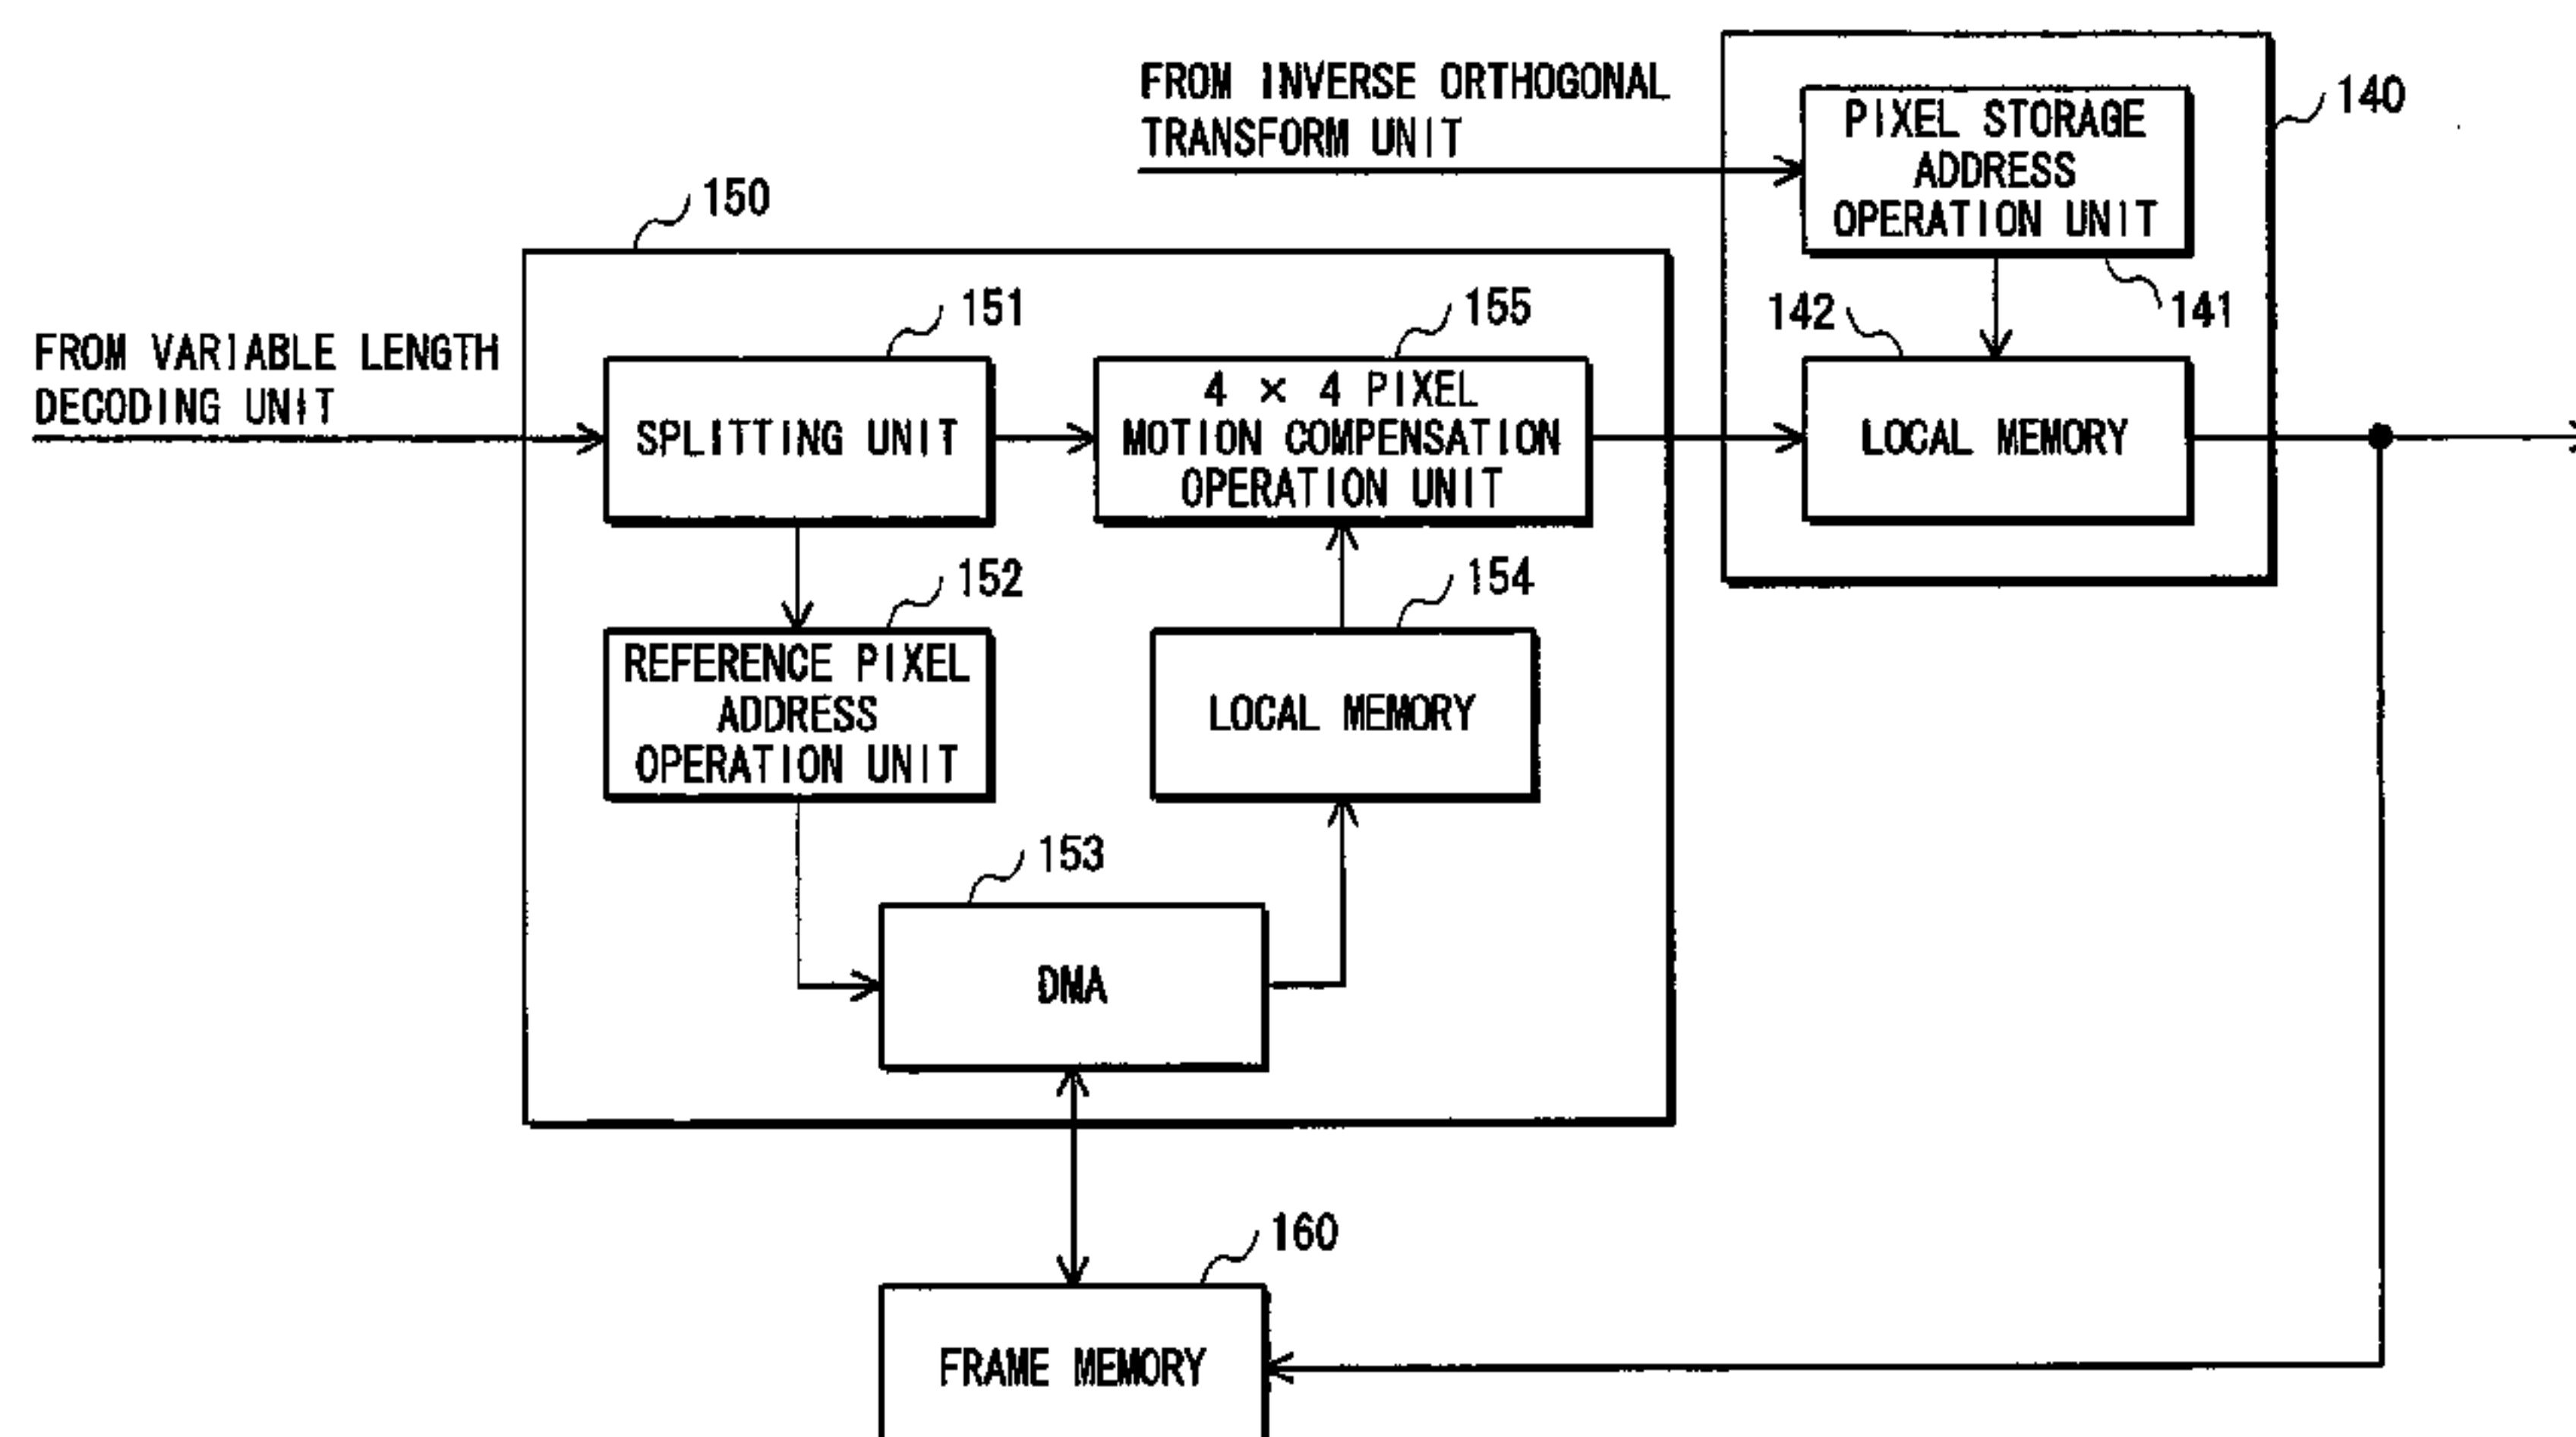 FROM INVERSE ORTHOGONAL
TRANSFORM UNIT
140
PIXEL STORAGE
ADDRESS
OPERATION UNIT
141
150
FROM VARIABLE LENGTH
DECODING UNIT
151
SPLITTING UNIT
155
4 × 4 PIXEL
MOTION COMPENSATION
OPERATION UNIT
142
LOCAL MEMORY
152
REFERENCE PIXEL
ADDRESS
OPERATION UNIT
154
LOCAL MEMORY
153
DMA
160
FRAME MEMORY